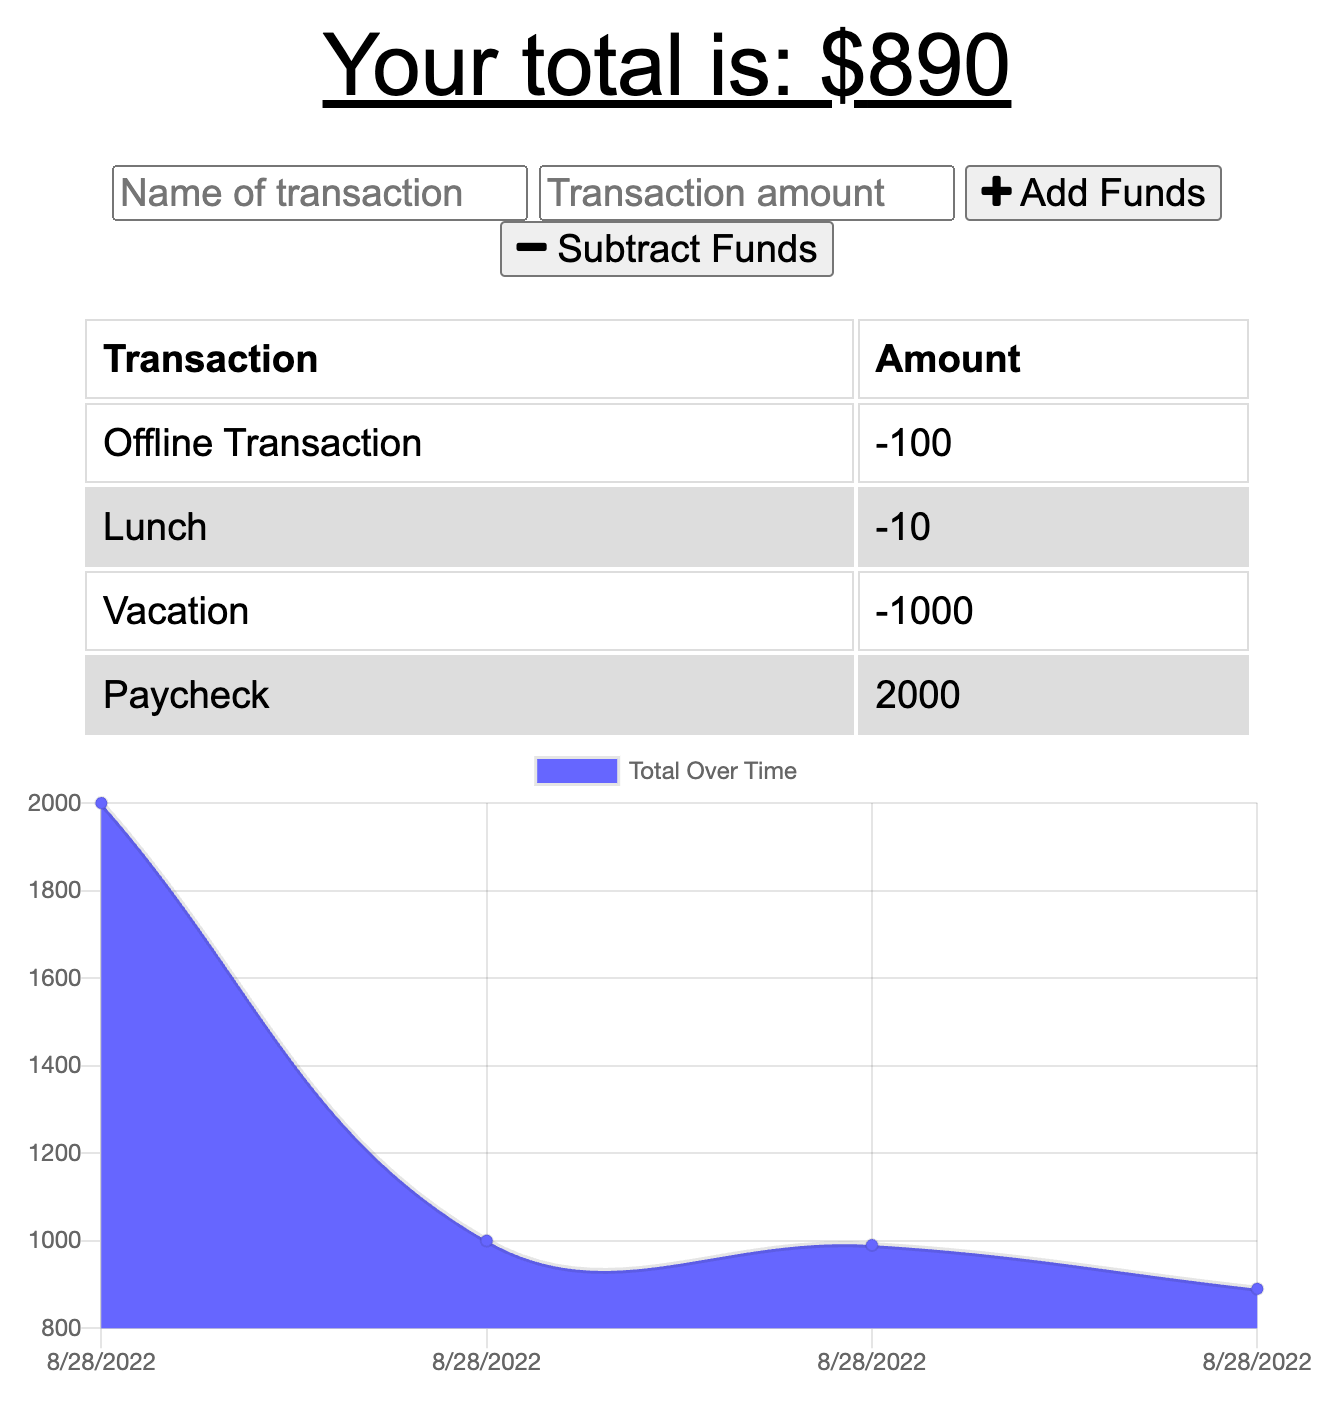 Your total is: $890
Name of transaction Transaction amount Add Funds
Subtract Funds
Transaction Amount
Offline Transaction -100
Lunch -10
Vacation -1000
Paycheck 2000
Total Over Time
2000
1800
1600
1400
1200
1000
800
8/28/2022 8/28/2022 8/28/2022 8/28/2022